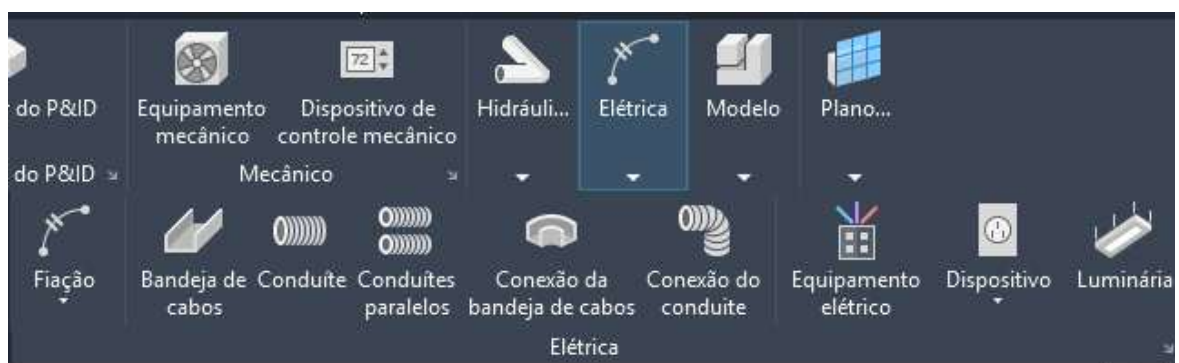 72
do P&ID Equipamento mecânico Dispositivo de controle mecânico Hidráuli... Elétrica Modelo Plano...
do P&ID Mecânico
Fiação Bandeja de cabos Conduíte Conduítes paralelos Conexão da bandeja de cabos Conexão do conduite Equipamento elétrico Dispositivo Luminária
Elétrica